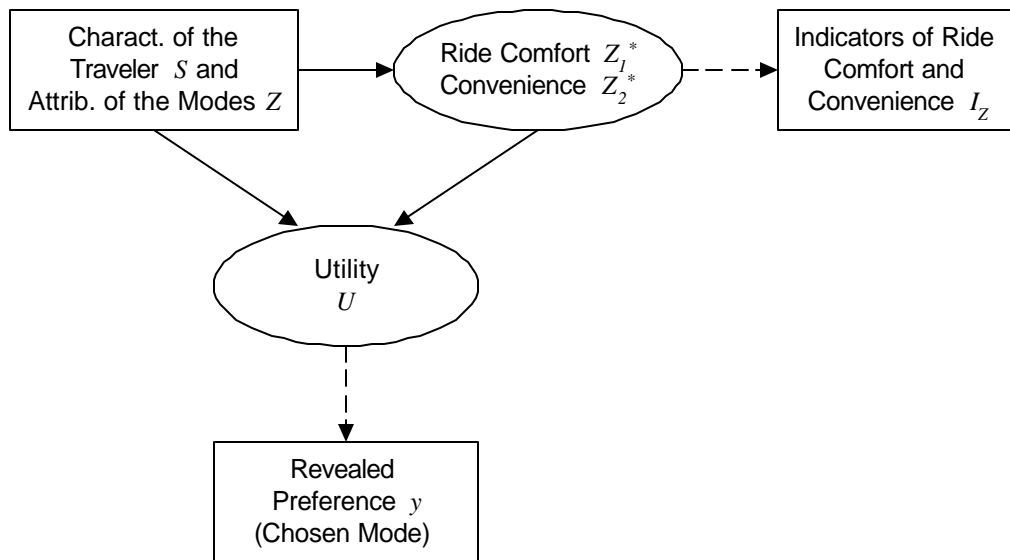 Charact. of the
Traveler S and
Attrib. of the Modes Z
Ride Comfort Z₁*
Convenience Z₂*
Indicators of Ride
Comfort and
Convenience I_Z
Utility
U
Revealed
Preference y
(Chosen Mode)